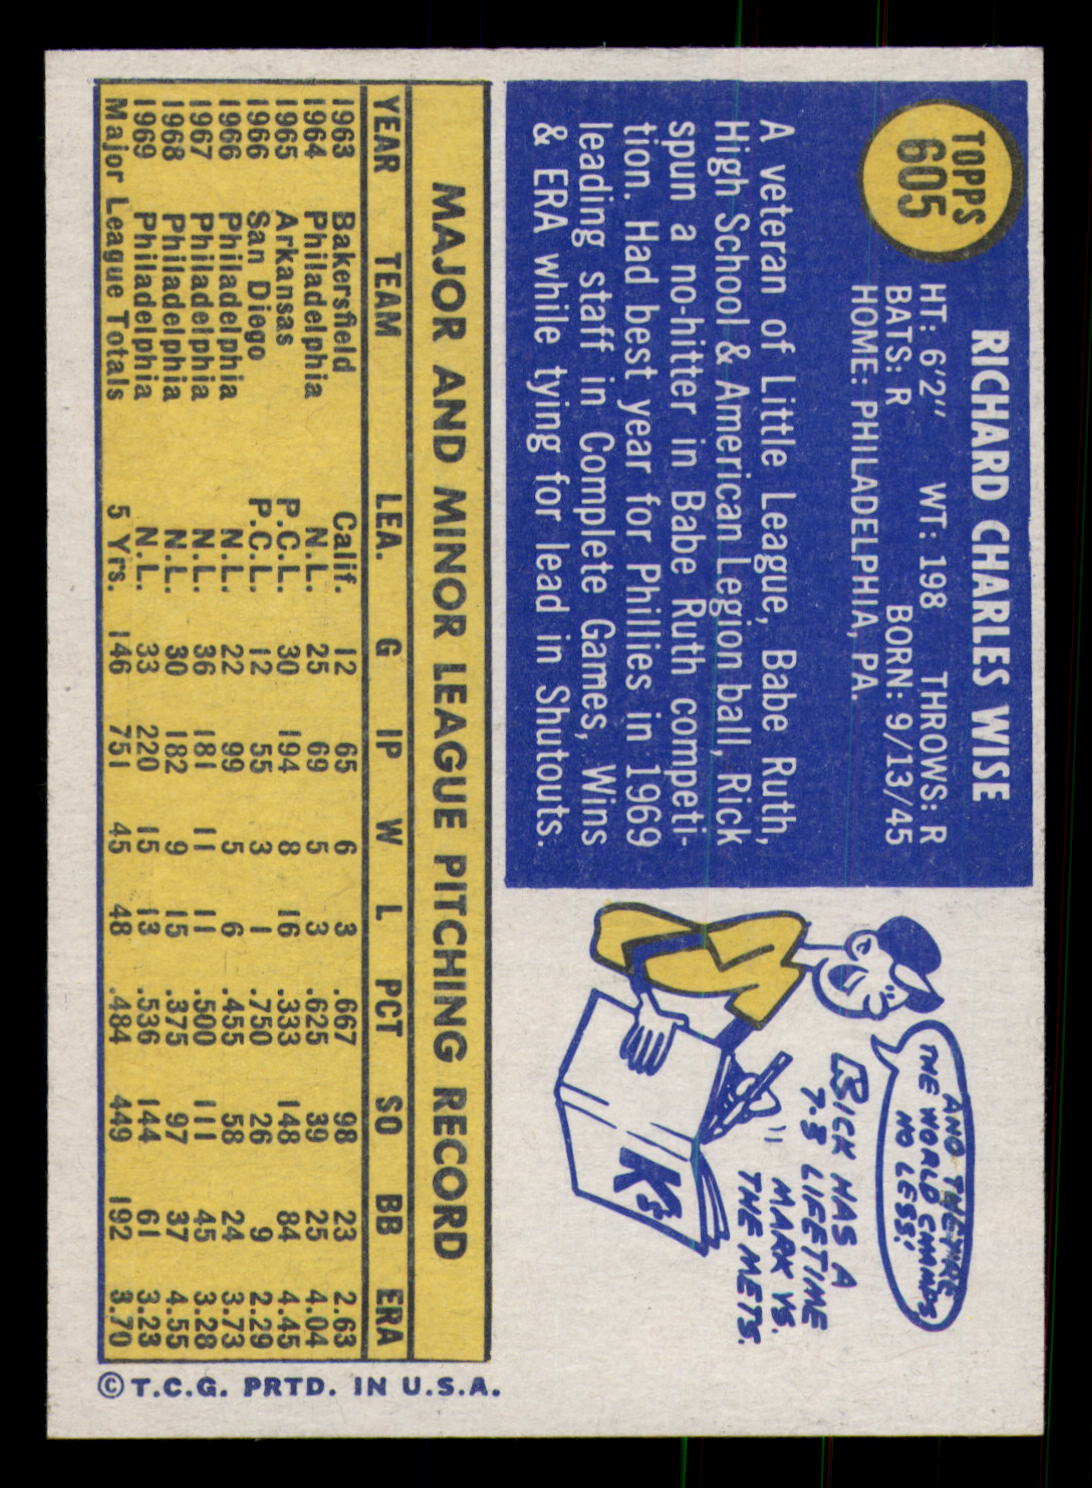 TOPPS
605
RICHARD CHARLES WISE
HT: 6'2" WT: 198 THROWS: R
BATS: R BORN: 9/13/45
HOME: PHILADELPHIA, PA.
A veteran of Little League, Babe Ruth,
High School & American Legion ball, Rick
spun a no-hitter in Babe Ruth competi-
tion. Had best year for Phillies in 1969
leading staff in Complete Games, Wins
& ERA while tying for lead in Shutouts.
AND THEY'RE
THE WORLD CHAMPS
NO LESS!
RICK HAS A
7-3 LIFETIME
MARK VS.
THE METS.
K's
MAJOR AND MINOR LEAGUE PITCHING RECORD
YEAR TEAM LEA. G IP W L PCT SO BB ERA
1963 Bakersfield Calif. 12 65 6 3 .667 98 23 2.63
1964 Philadelphia N.L. 25 69 5 3 .625 39 25 4.04
1965 Arkansas P.C.L. 30 194 8 16 .333 148 84 4.45
1966 San Diego P.C.L. 12 55 3 1 .750 26 9 2.29
1966 Philadelphia N.L. 22 99 5 6 .455 58 24 3.73
1967 Philadelphia N.L. 36 181 11 11 .500 111 45 3.28
1968 Philadelphia N.L. 30 182 9 15 .375 97 37 4.55
1969 Philadelphia N.L. 33 220 15 13 .536 144 61 3.23
Major League Totals 5 Yrs. 146 751 45 48 .484 449 192 3.70
© T.C.G. PRTD. IN U.S.A.